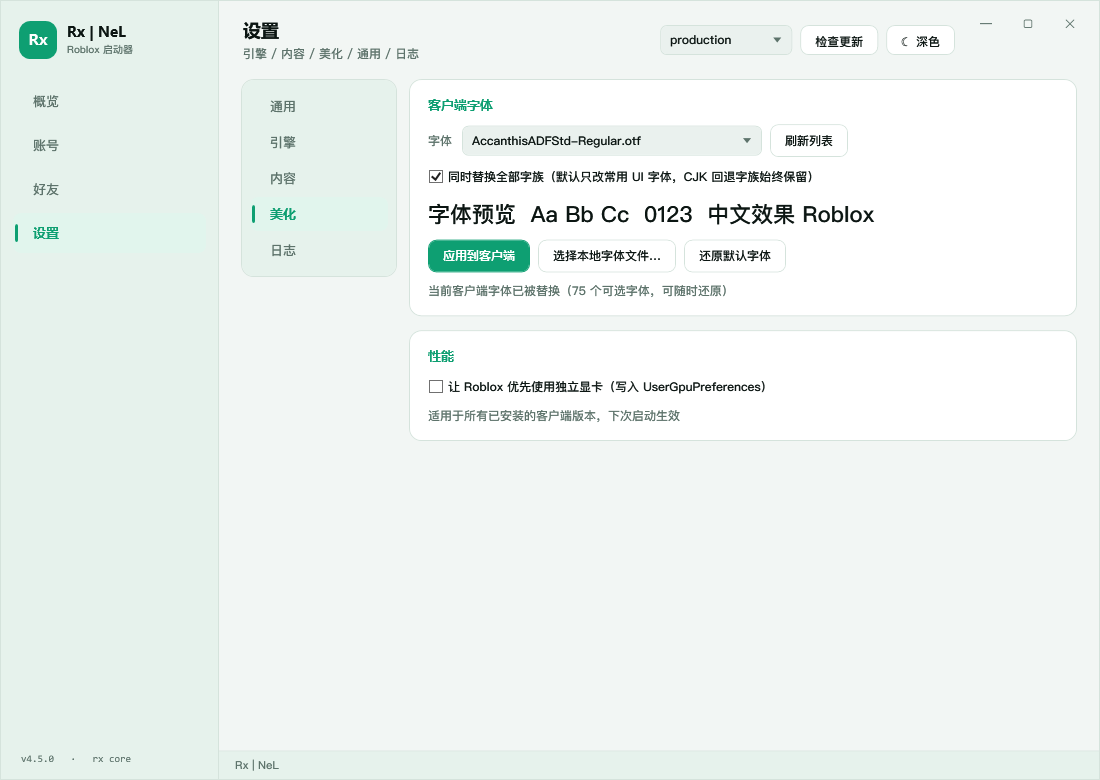 Rx
Rx | NeL
Roblox 启动器
概览
账号
好友
设置
v4.5.0 · rx core
设置
引擎 / 内容 / 美化 / 通用 / 日志
production
检查更新
☾ 深色
通用
引擎
内容
美化
日志
客户端字体
字体
AccanthisADFStd-Regular.otf
刷新列表
同时替换全部字族（默认只改常用 UI 字体，CJK 回退字族始终保留）
字体预览 Aa Bb Cc 0123 中文效果 Roblox
应用到客户端
选择本地字体文件...
还原默认字体
当前客户端字体已被替换（75 个可选字体，可随时还原）
性能
让 Roblox 优先使用独立显卡（写入 UserGpuPreferences）
适用于所有已安装的客户端版本，下次启动生效
Rx | NeL